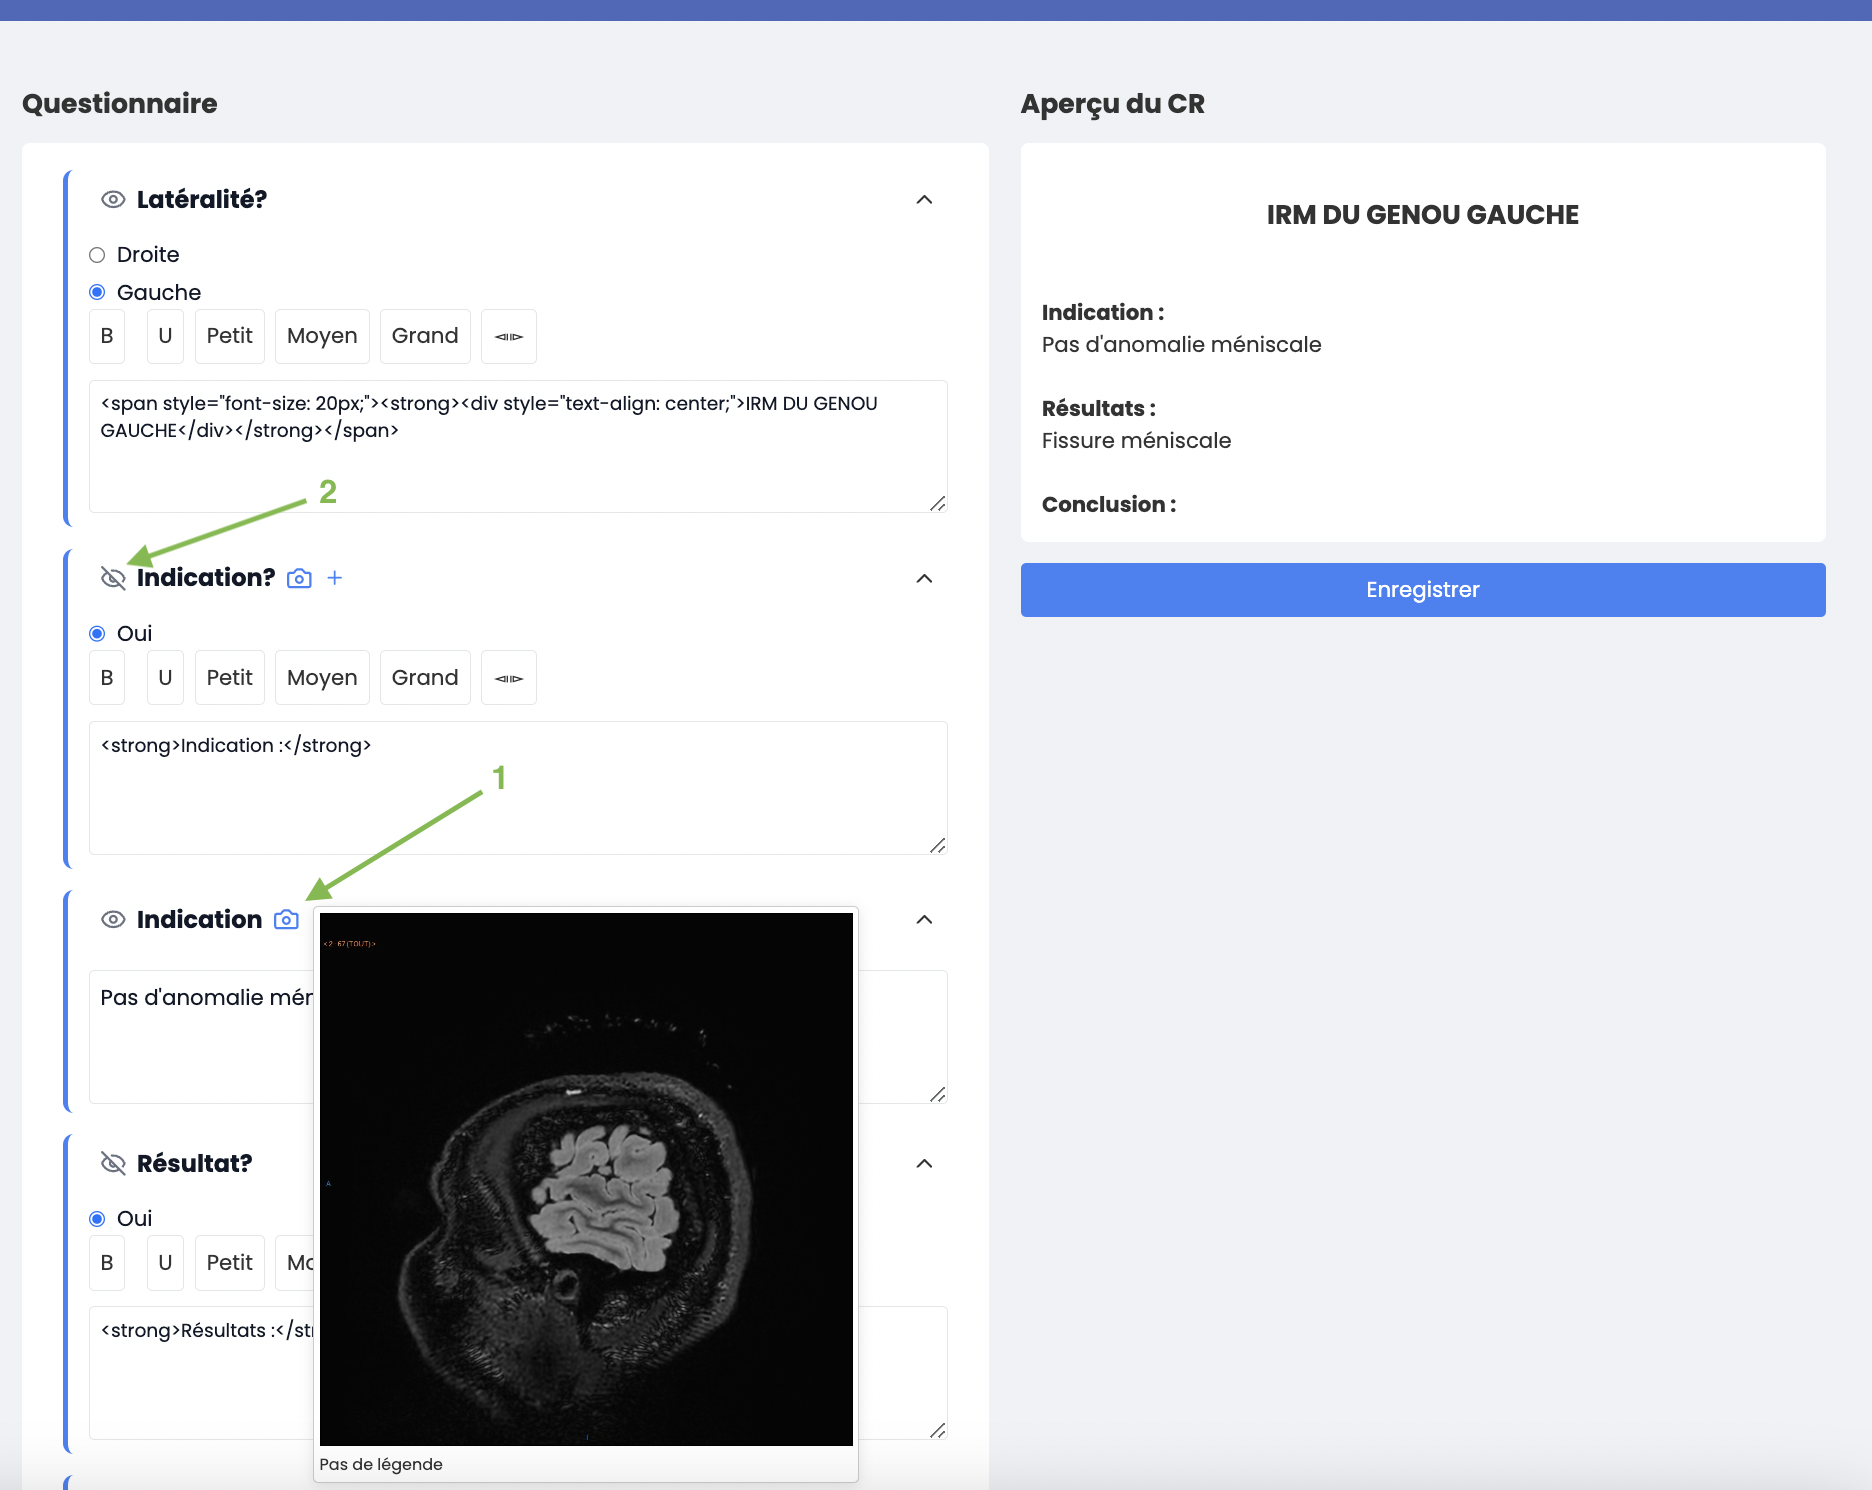 Questionnaire
Latéralité?
Droite
Gauche
B U Petit Moyen Grand
<span style="font-size: 20px;"><strong><div style="text-align: center;">IRM DU GENOU
GAUCHE</div></strong></span>
2
Indication? +
Oui
B U Petit Moyen Grand
<strong>Indication :</strong>
1
Indication
<2 67(TOUT)>
Pas d'anomalie mér
A
Résultat?
Oui
B U Petit Mo
<strong>Résultats :</str
Pas de légende
Aperçu du CR
IRM DU GENOU GAUCHE
Indication :
Pas d'anomalie méniscale
Résultats :
Fissure méniscale
Conclusion :
Enregistrer